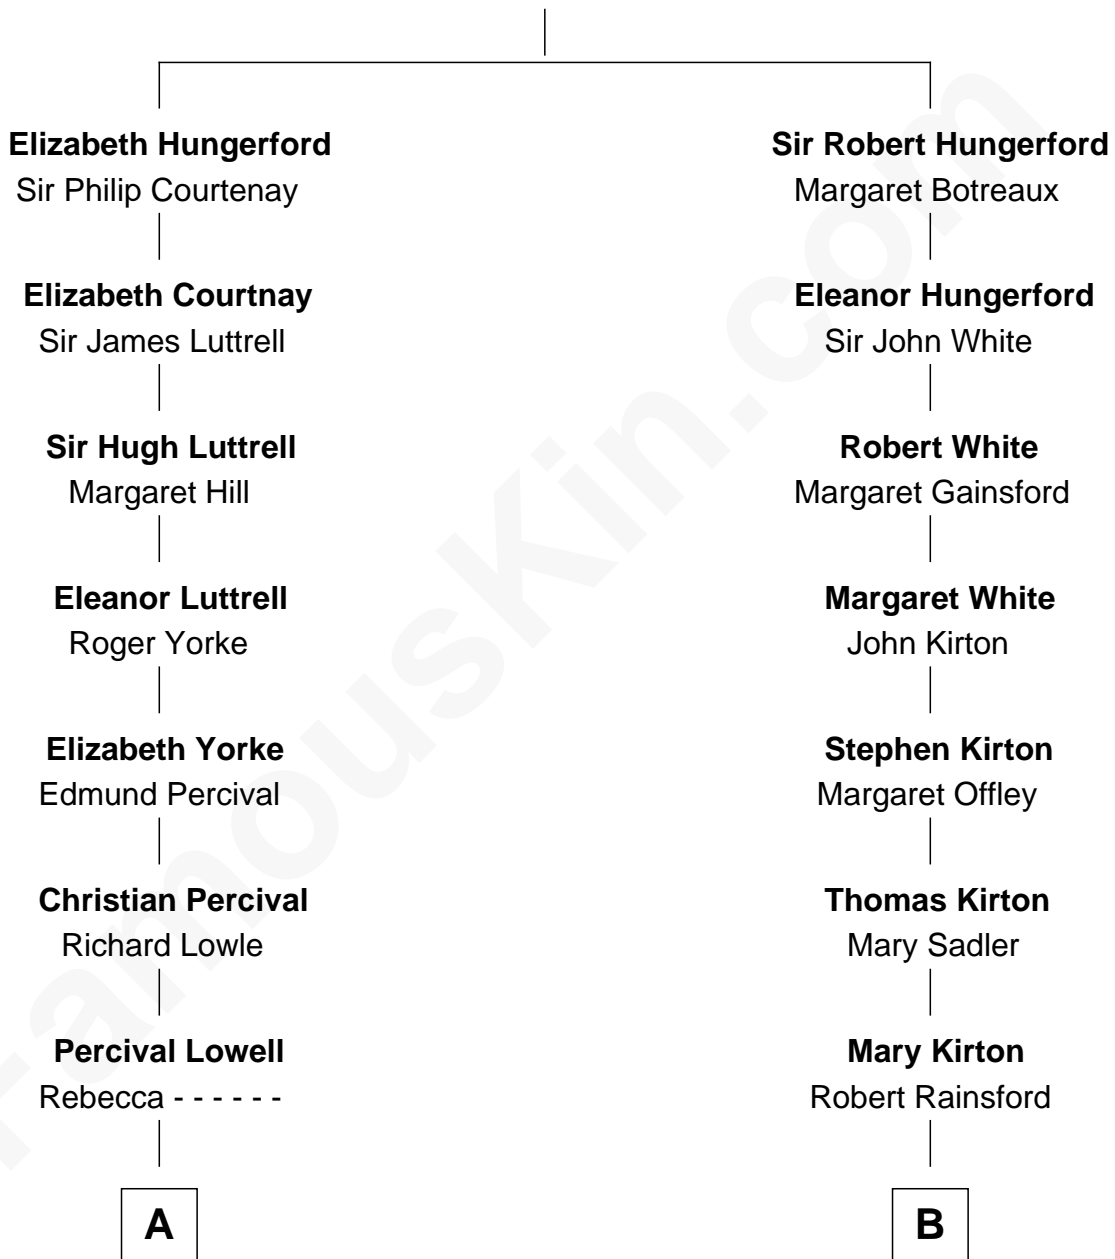 Elizabeth Hungerford
Sir Philip Courtenay
Elizabeth Courtnay
Sir James Luttrell
Sir Hugh Luttrell
Margaret Hill
Eleanor Luttrell
Roger Yorke
Elizabeth Yorke
Edmund Percival
Christian Percival
Richard Lowle
Percival Lowell
Rebecca - - - - - -
A
Sir Robert Hungerford
Margaret Botreaux
Eleanor Hungerford
Sir John White
Robert White
Margaret Gainsford
Margaret White
John Kirton
Stephen Kirton
Margaret Offley
Thomas Kirton
Mary Sadler
Mary Kirton
Robert Rainsford
B
FamousKin.com